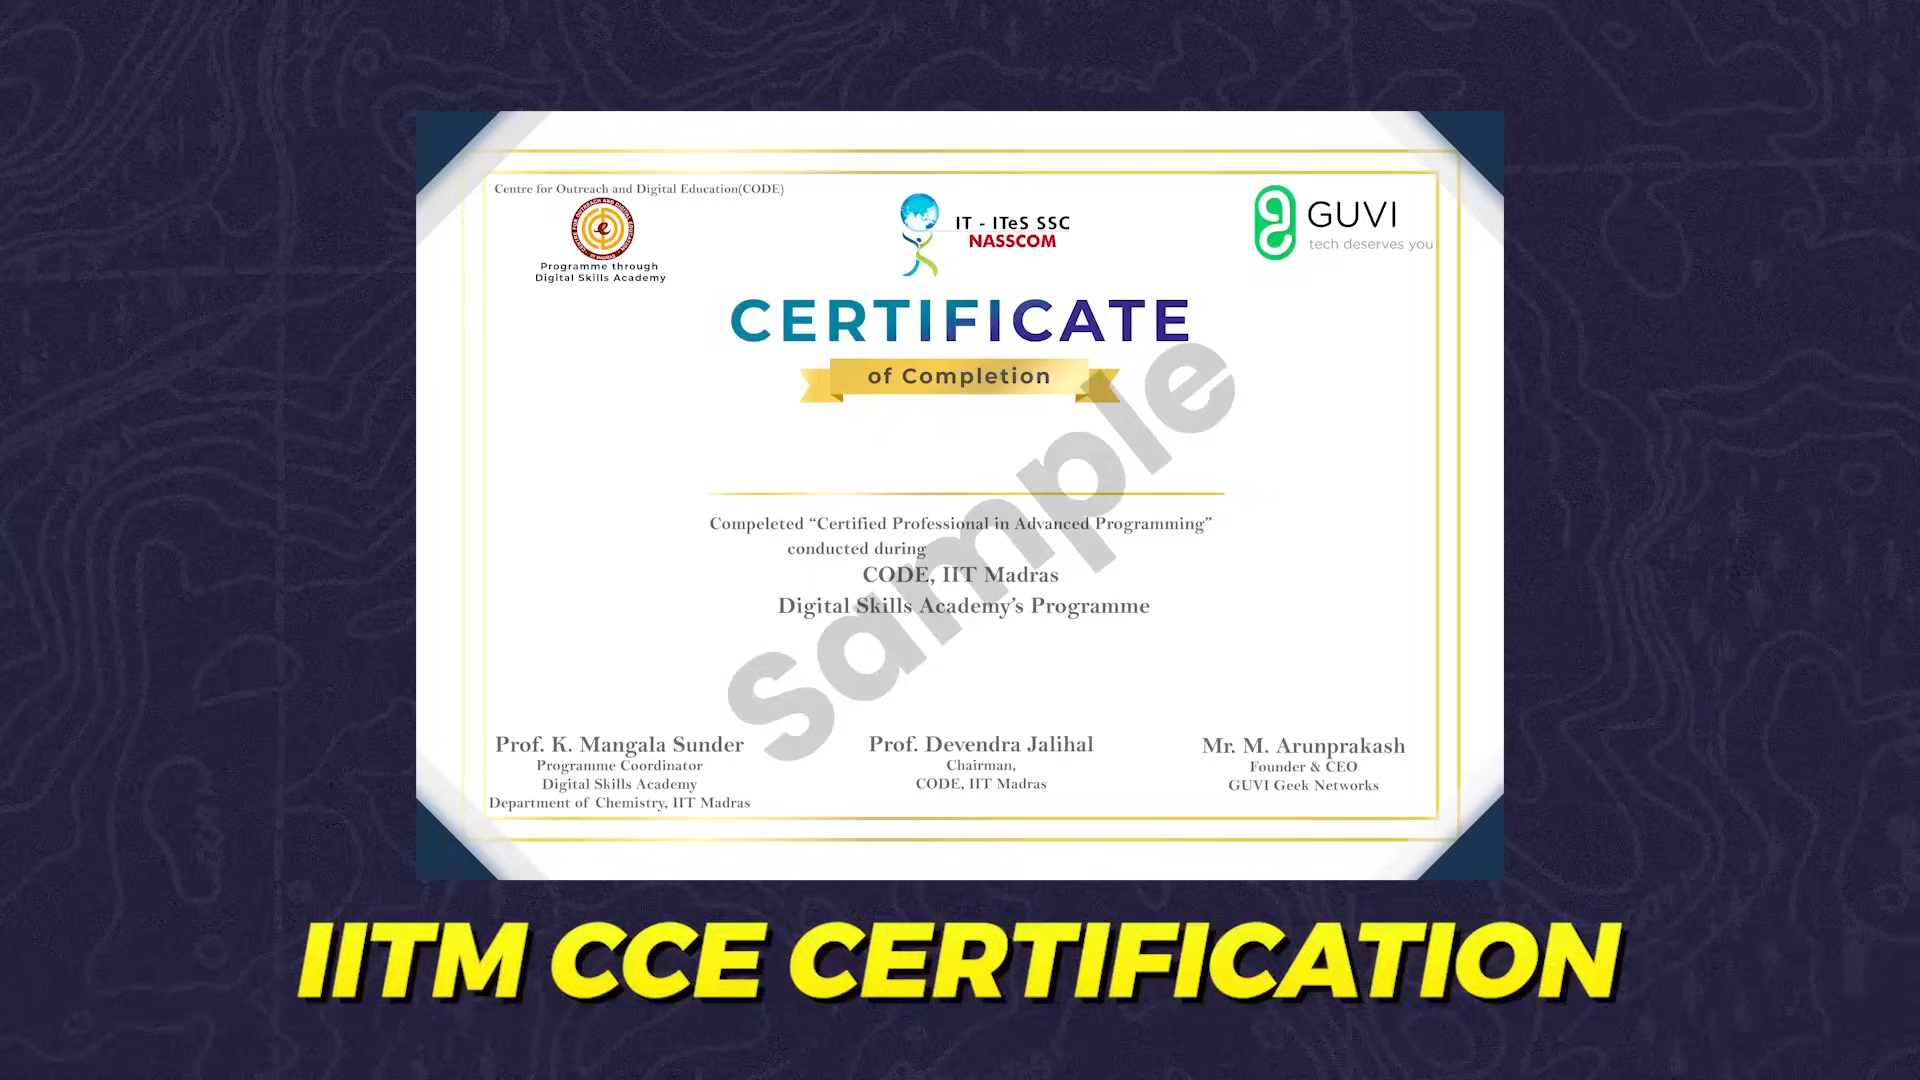 Centre for Outreach and Digital Education(CODE)
Programme through
Digital Skills Academy
IT - ITeS SSC
NASSCOM
GUVI
tech deserves you
CERTIFICATE
of Completion
Compeleted “Certified Professional in Advanced Programming”
conducted during
CODE, IIT Madras
Digital Skills Academy’s Programme
Sample
Prof. K. Mangala Sunder
Programme Coordinator
Digital Skills Academy
Department of Chemistry, IIT Madras
Prof. Devendra Jalihal
Chairman,
CODE, IIT Madras
Mr. M. Arunprakash
Founder & CEO
GUVI Geek Networks
IITM CCE CERTIFICATION